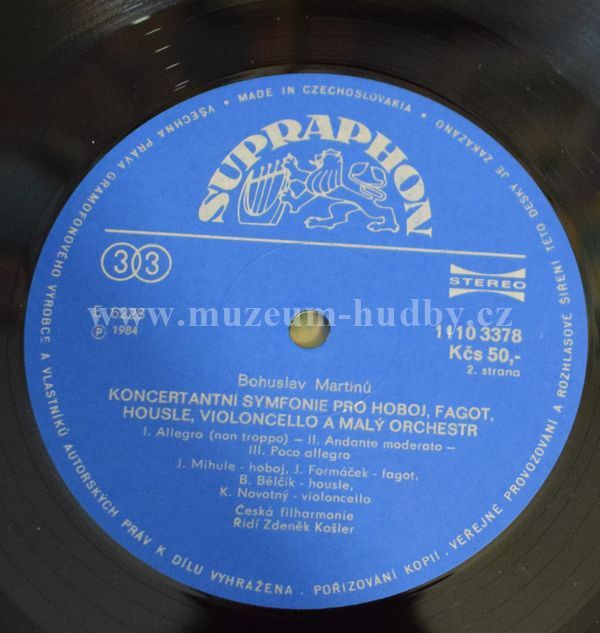 VŠECHNA PRÁVA GRAMOFONOVÉHO VÝROBCE A VLASTNÍKŮ AUTORSKÝCH PRÁV K DÍLU VYHRAŽENA . POŘIZOVÁNÍ KOPIÍ , VEŘEJNÉ PROVOZOVÁNÍ A ROZHLASOVÉ ŠÍŘENÍ TÉTO DESKY JE ZAKÁZÁNO
• MADE IN CZECHOSLOVAKIA •
SUPRAPHON
33
STEREO
www.muzeum-hudby.cz
Ⓟ 1984
1110 3378
Kčs 50,-
2. strana
Bohuslav Martinů
KONCERTANTNÍ SYMFONIE PRO HOBOJ, FAGOT,
HOUSLE, VIOLONCELLO A MALÝ ORCHESTR
I. Allegro (non troppo) – II. Andante moderato –
III. Poco allegro
J. Mihule - hoboj, J. Formáček - fagot,
B. Bělčík - housle,
K. Novotný - violoncello
Česká filharmonie
Řídí Zdeněk Košler